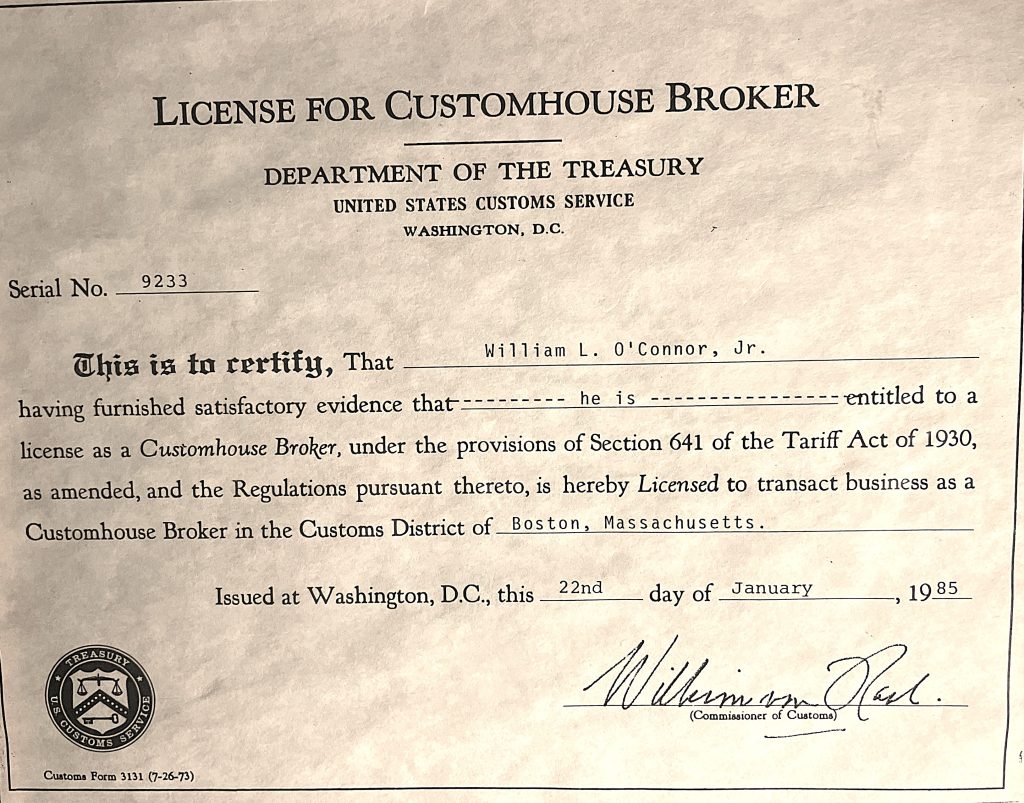 LICENSE FOR CUSTOMHOUSE BROKER
DEPARTMENT OF THE TREASURY
UNITED STATES CUSTOMS SERVICE
WASHINGTON, D.C.
Serial No. 9233
This is to certify, That William L. O'Connor, Jr.
having furnished satisfactory evidence that---------- he is -----------------entitled to a
license as a Customhouse Broker, under the provisions of Section 641 of the Tariff Act of 1930,
as amended, and the Regulations pursuant thereto, is hereby Licensed to transact business as a
Customhouse Broker in the Customs District of Boston, Massachusetts.
Issued at Washington, D.C., this 22nd day of January, 1985
William von Raab.
(Commissioner of Customs)
TREASURY
U.S. CUSTOMS SERVICE
Customs Form 3131 (7-26-73)